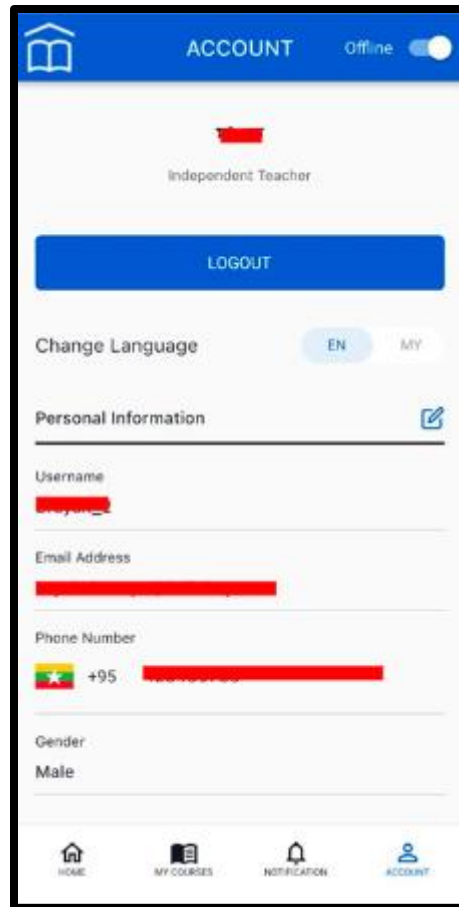 ACCOUNT
Offline
Independent Teacher
LOGOUT
Change Language
EN MY
Personal Information
Username
Email Address
Phone Number
+95
Gender
Male
HOME MY COURSES NOTIFICATION ACCOUNT